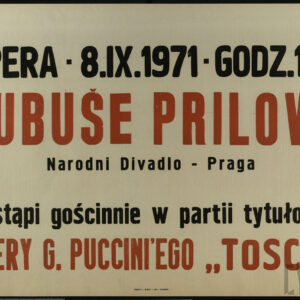 PERA · 8.IX.1971 · GODZ.1
UBUŠE PRILOV
Narodni Divadlo - Praga
stąpi gościnnie w partii tytuło
ERY G. PUCCINI'EGO „TOSC